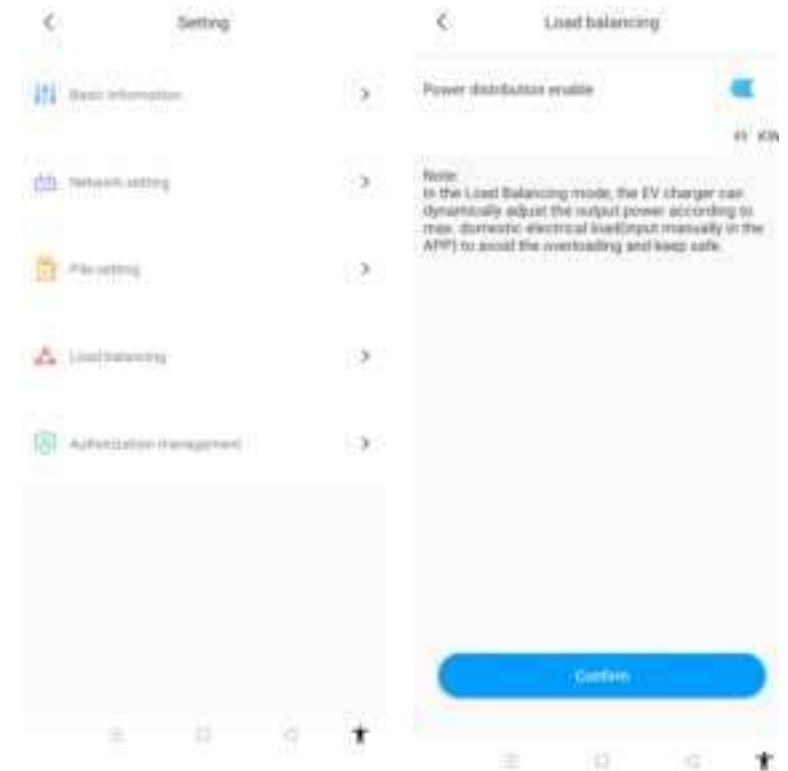 Setting
Basic information
Network setting
Pile setting
Load balancing
Authorization management
Load balancing
Power distribution enable
KW
Note:
In the Load Balancing mode, the EV charger can
dynamically adjust the output power according to
max. domestic electrical load(input manually in the
APP) to avoid the overloading and keep safe.
Confirm